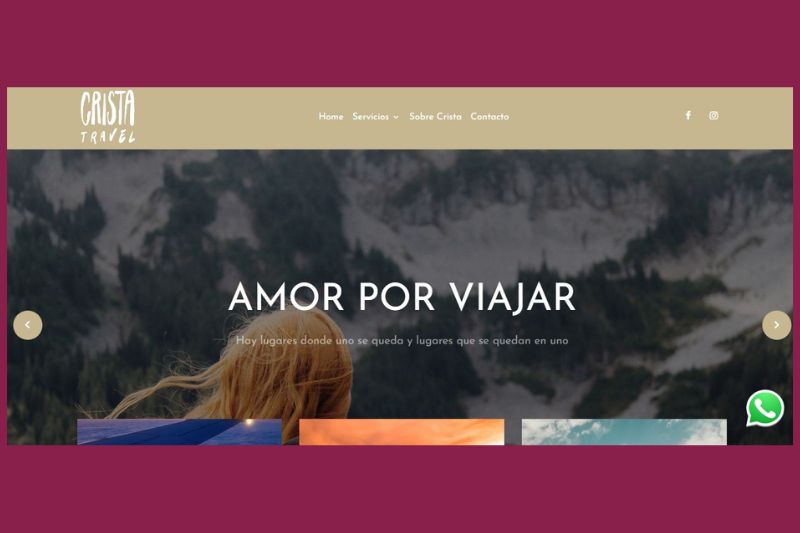 CRISTA
TRAVEL
Home Servicios Sobre Crista Contacto
AMOR POR VIAJAR
Hay lugares donde uno se queda y lugares que se quedan en uno